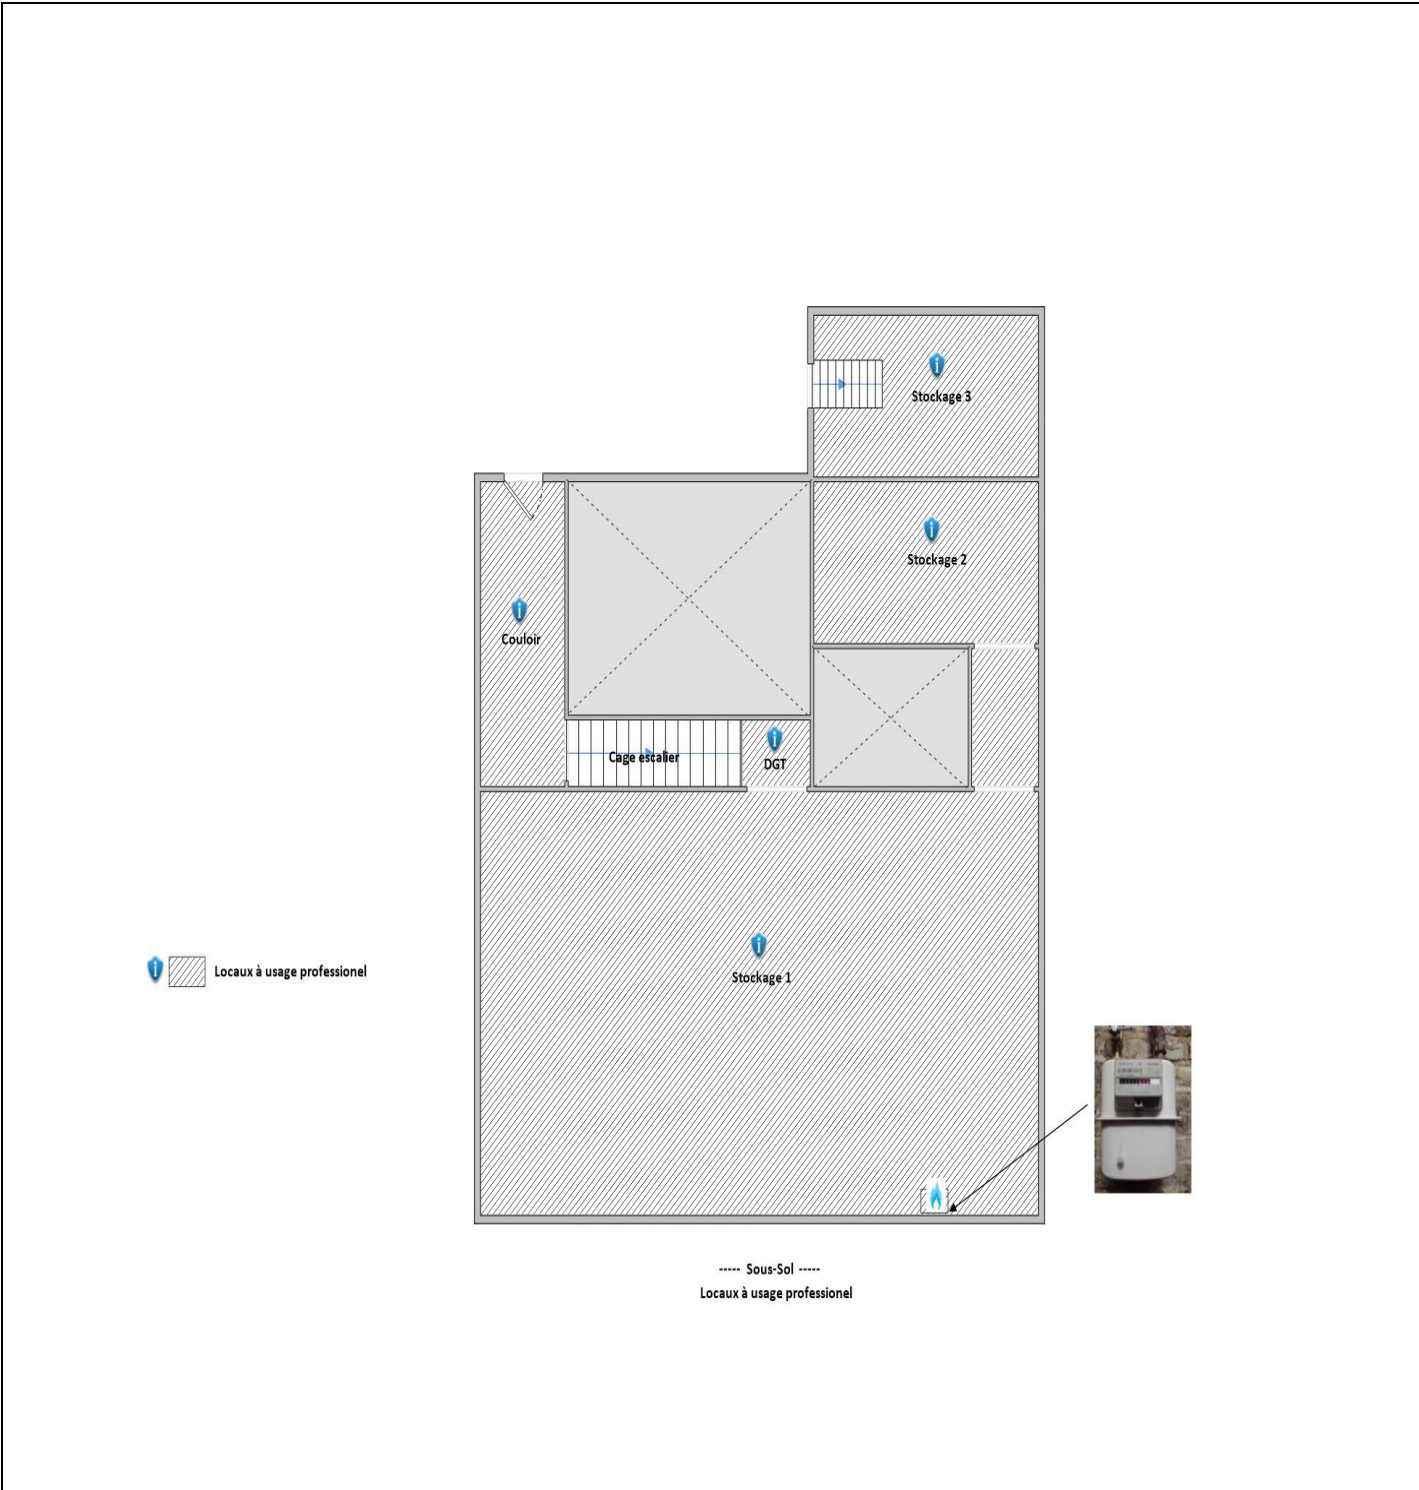 Stockage 3
Stockage 2
Couloir
Cage escalier
DGT
Stockage 1
Locaux à usage professionel
----- Sous-Sol -----
Locaux à usage professionel